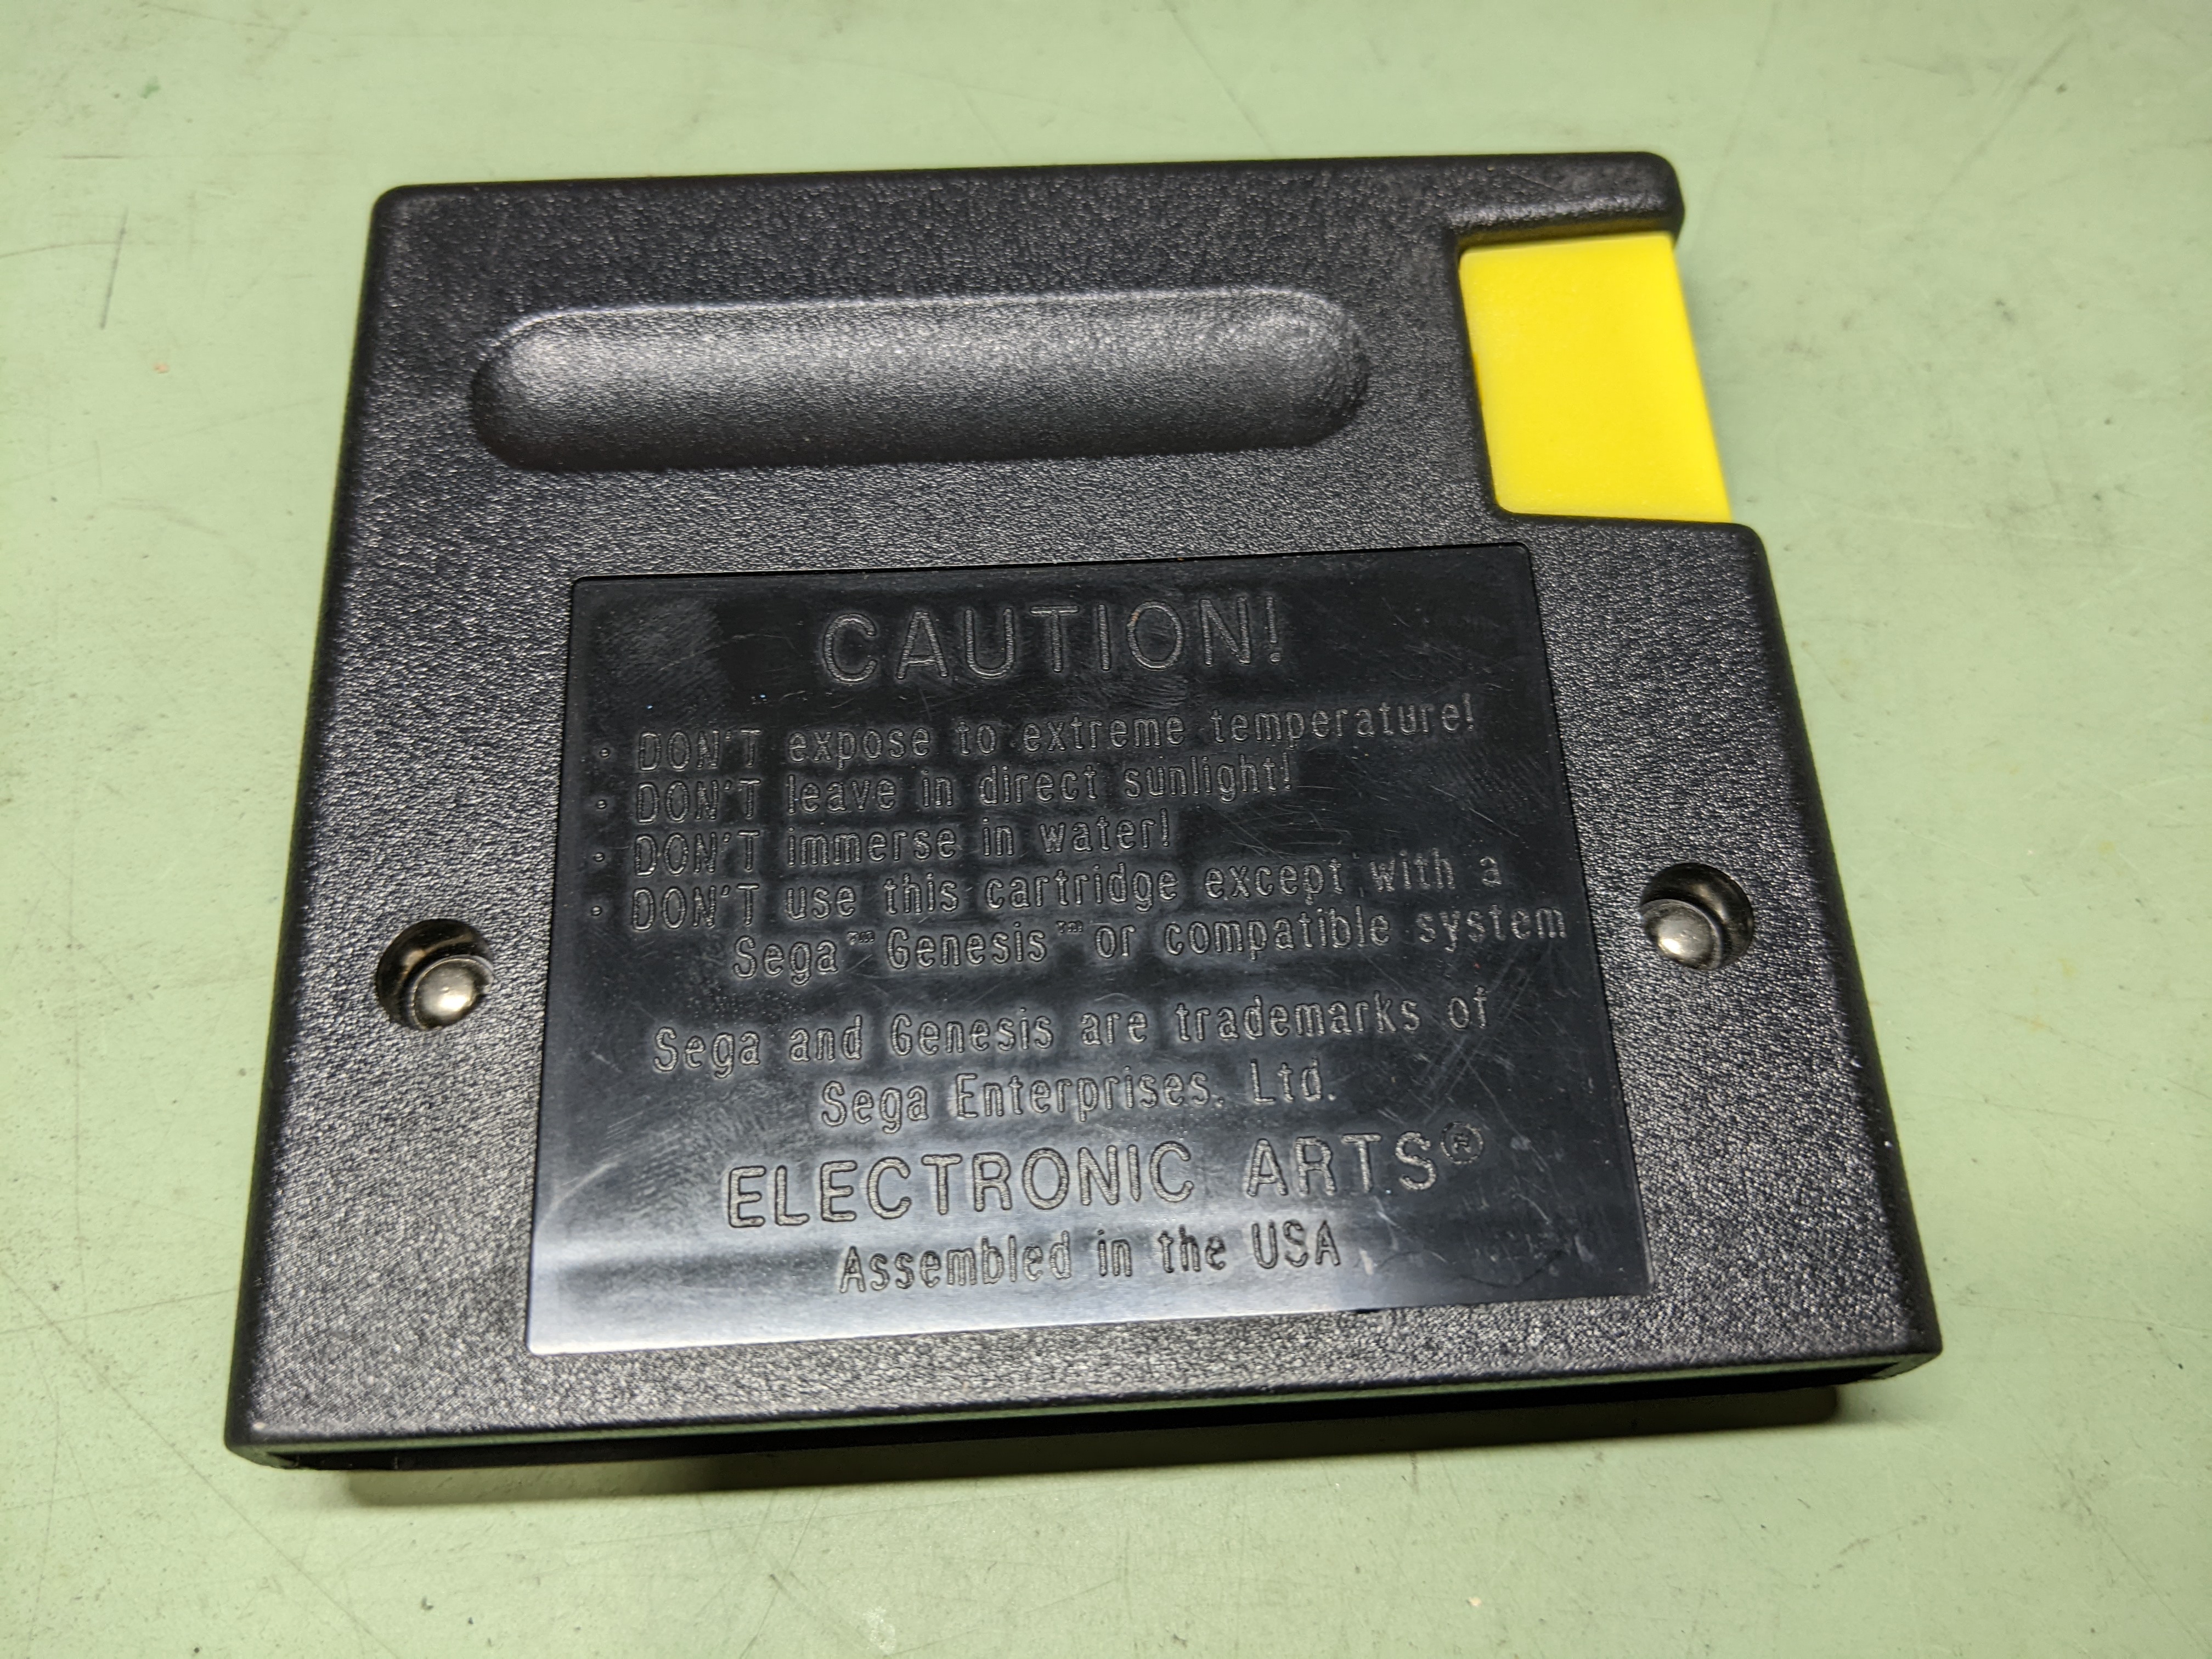 CAUTION!
· DON'T expose to extreme temperature!
· DON'T leave in direct sunlight!
· DON'T immerse in water!
· DON'T use this cartridge except with a
Sega™ Genesis™ or compatible system
Sega and Genesis are trademarks of
Sega Enterprises. Ltd.
ELECTRONIC ARTS®
Assembled in the USA